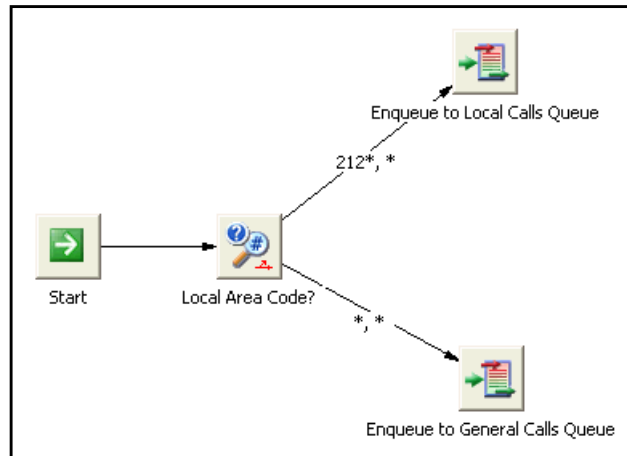 Enqueue to Local Calls Queue
212*, *
Start
Local Area Code?
*, *
Enqueue to General Calls Queue